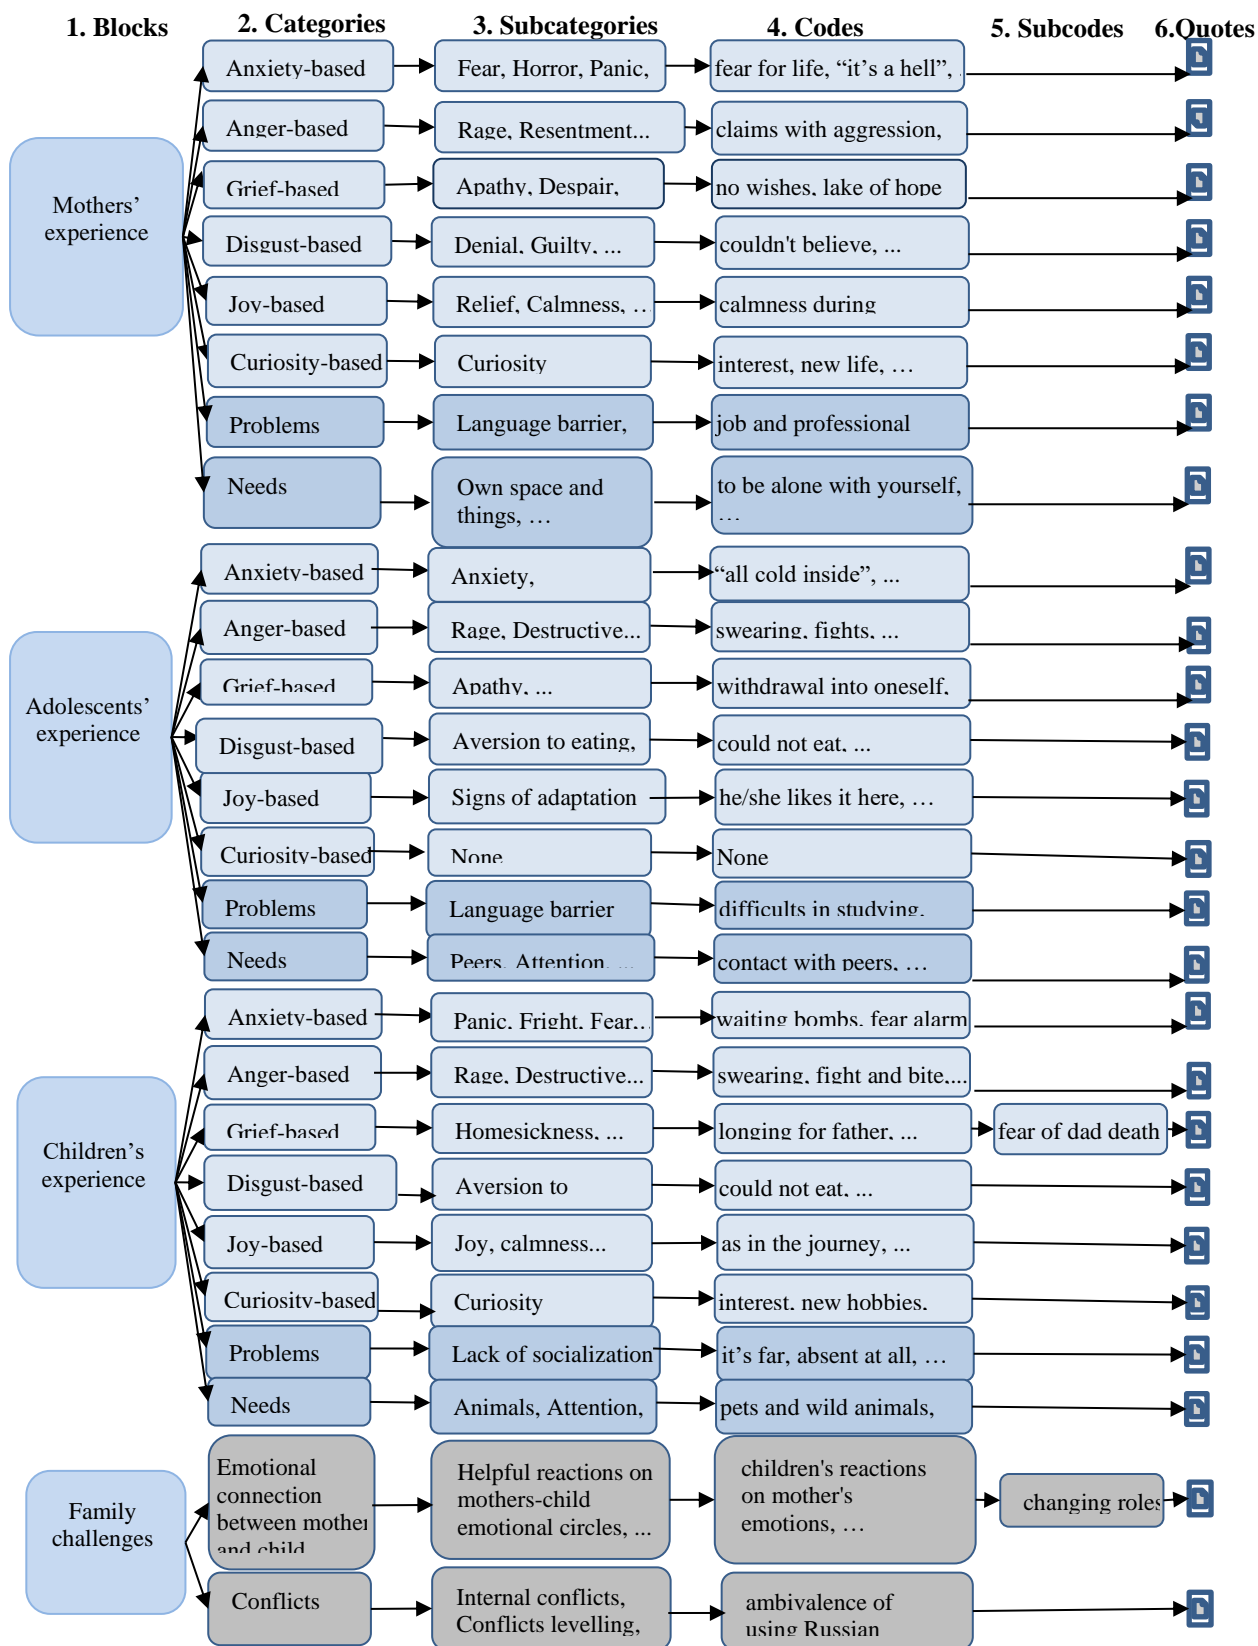 1. Blocks 2. Categories 3. Subcategories 4. Codes 5. Subcodes 6.Quotes
Mothers’
experience
Anxiety-based Fear, Horror, Panic, fear for life, “it’s a hell”, .
Anger-based Rage, Resentment... claims with aggression,
Grief-based Apathy, Despair, no wishes, lake of hope
Disgust-based Denial, Guilty, ... couldn't believe, ...
Joy-based Relief, Calmness, … calmness during
Curiosity-based Curiosity interest, new life, …
Problems Language barrier, job and professional
Needs Own space and
things, … to be alone with yourself,
…
Adolescents’
experience
Anxiety-based Anxiety, “all cold inside”, ...
Anger-based Rage, Destructive... swearing, fights, ...
Grief-based Apathy, ... withdrawal into oneself,
Disgust-based Aversion to eating, could not eat, ...
Joy-based Signs of adaptation he/she likes it here, …
Curiosity-based None None
Problems Language barrier difficults in studying,
Needs Peers, Attention, ... contact with peers, …
Children’s
experience
Anxiety-based Panic, Fright, Fear... waiting bombs, fear alarm
Anger-based Rage, Destructive... swearing, fight and bite,...
Grief-based Homesickness, ... longing for father, ... fear of dad death
Disgust-based Aversion to could not eat, ...
Joy-based Joy, calmness... as in the journey, ...
Curiosity-based Curiosity interest, new hobbies,
Problems Lack of socialization it’s far, absent at all, …
Needs Animals, Attention, pets and wild animals,
Family
challenges
Emotional
connection
between mother
and child
Helpful reactions on
mothers-child
emotional circles, ...
children's reactions
on mother's
emotions, …
changing roles
Conflicts
Internal conflicts,
Conflicts levelling,
ambivalence of
using Russian